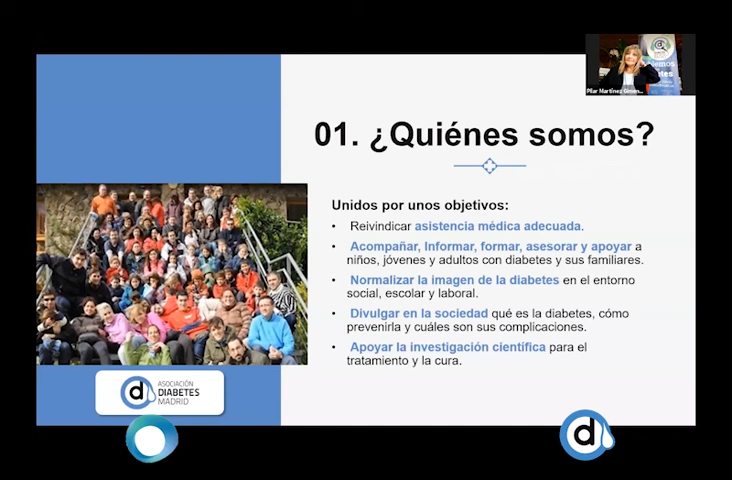 Pilar Martínez
01. ¿Quiénes somos?
Unidos por unos objetivos:
• Reivindicar asistencia médica adecuada.
• Acompañar, Informar, formar, asesorar y apoyar a
niños, jóvenes y adultos con diabetes y sus familiares.
• Normalizar la imagen de la diabetes en el entorno
social, escolar y laboral.
• Divulgar en la sociedad qué es la diabetes, cómo
prevenirla y cuáles son sus complicaciones.
• Apoyar la investigación científica para el
tratamiento y la cura.
d
ASOCIACIÓN
DIABETES
MADRID
d